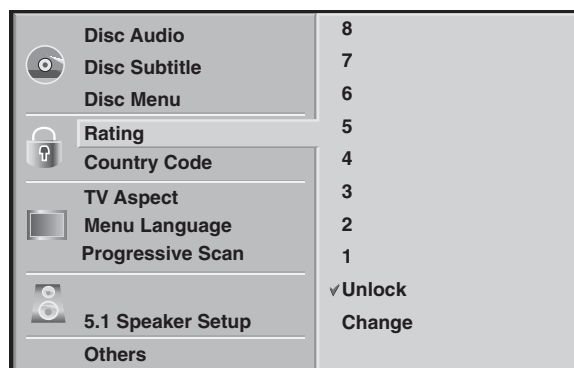 Disc Audio
Disc Subtitle
Disc Menu
Rating
Country Code
TV Aspect
Menu Language
Progressive Scan
5.1 Speaker Setup
Others
8
7
6
5
4
3
2
1
Unlock
Change